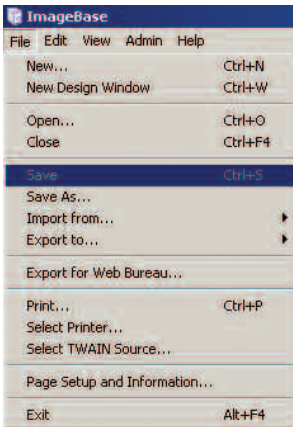 ImageBase
File Edit View Admin Help
New... Ctrl+N
New Design Window Ctrl+W
Open... Ctrl+O
Close Ctrl+F4
Save Ctrl+S
Save As...
Import from...
Export to...
Export for Web Bureau...
Print... Ctrl+P
Select Printer...
Select TWAIN Source...
Page Setup and Information...
Exit Alt+F4